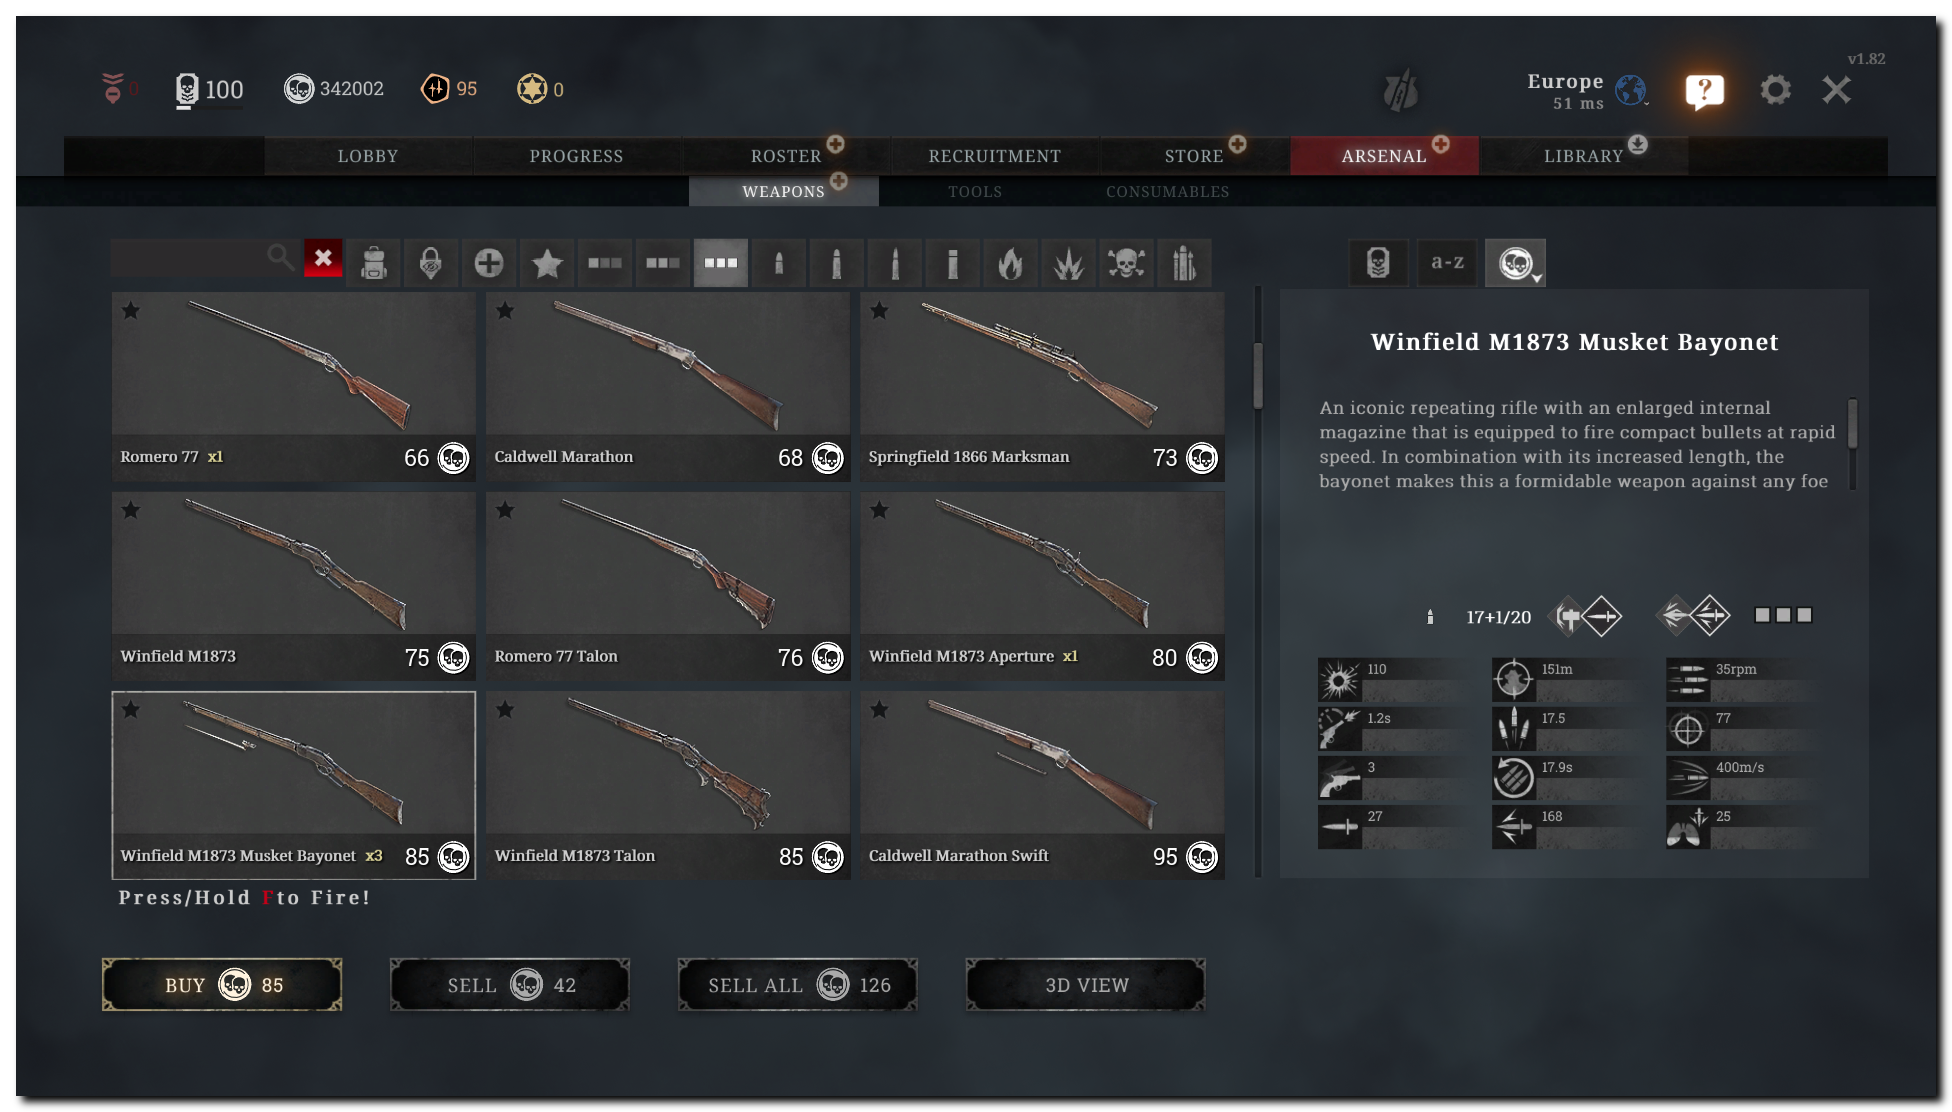 v1.82
0
100
342002
95
0
Europe
51 ms
?
LOBBY
PROGRESS
ROSTER
RECRUITMENT
STORE
ARSENAL
LIBRARY
WEAPONS
TOOLS
CONSUMABLES
a-z
Romero 77 x1 66
Caldwell Marathon 68
Springfield 1866 Marksman 73
Winfield M1873 75
Romero 77 Talon 76
Winfield M1873 Aperture x1 80
Winfield M1873 Musket Bayonet x3 85
Winfield M1873 Talon 85
Caldwell Marathon Swift 95
Press/Hold F to Fire!
Winfield M1873 Musket Bayonet
An iconic repeating rifle with an enlarged internal
magazine that is equipped to fire compact bullets at rapid
speed. In combination with its increased length, the
bayonet makes this a formidable weapon against any foe
17+1/20
110
151m
35rpm
1.2s
17.5
77
3
17.9s
400m/s
27
168
25
BUY 85
SELL 42
SELL ALL 126
3D VIEW